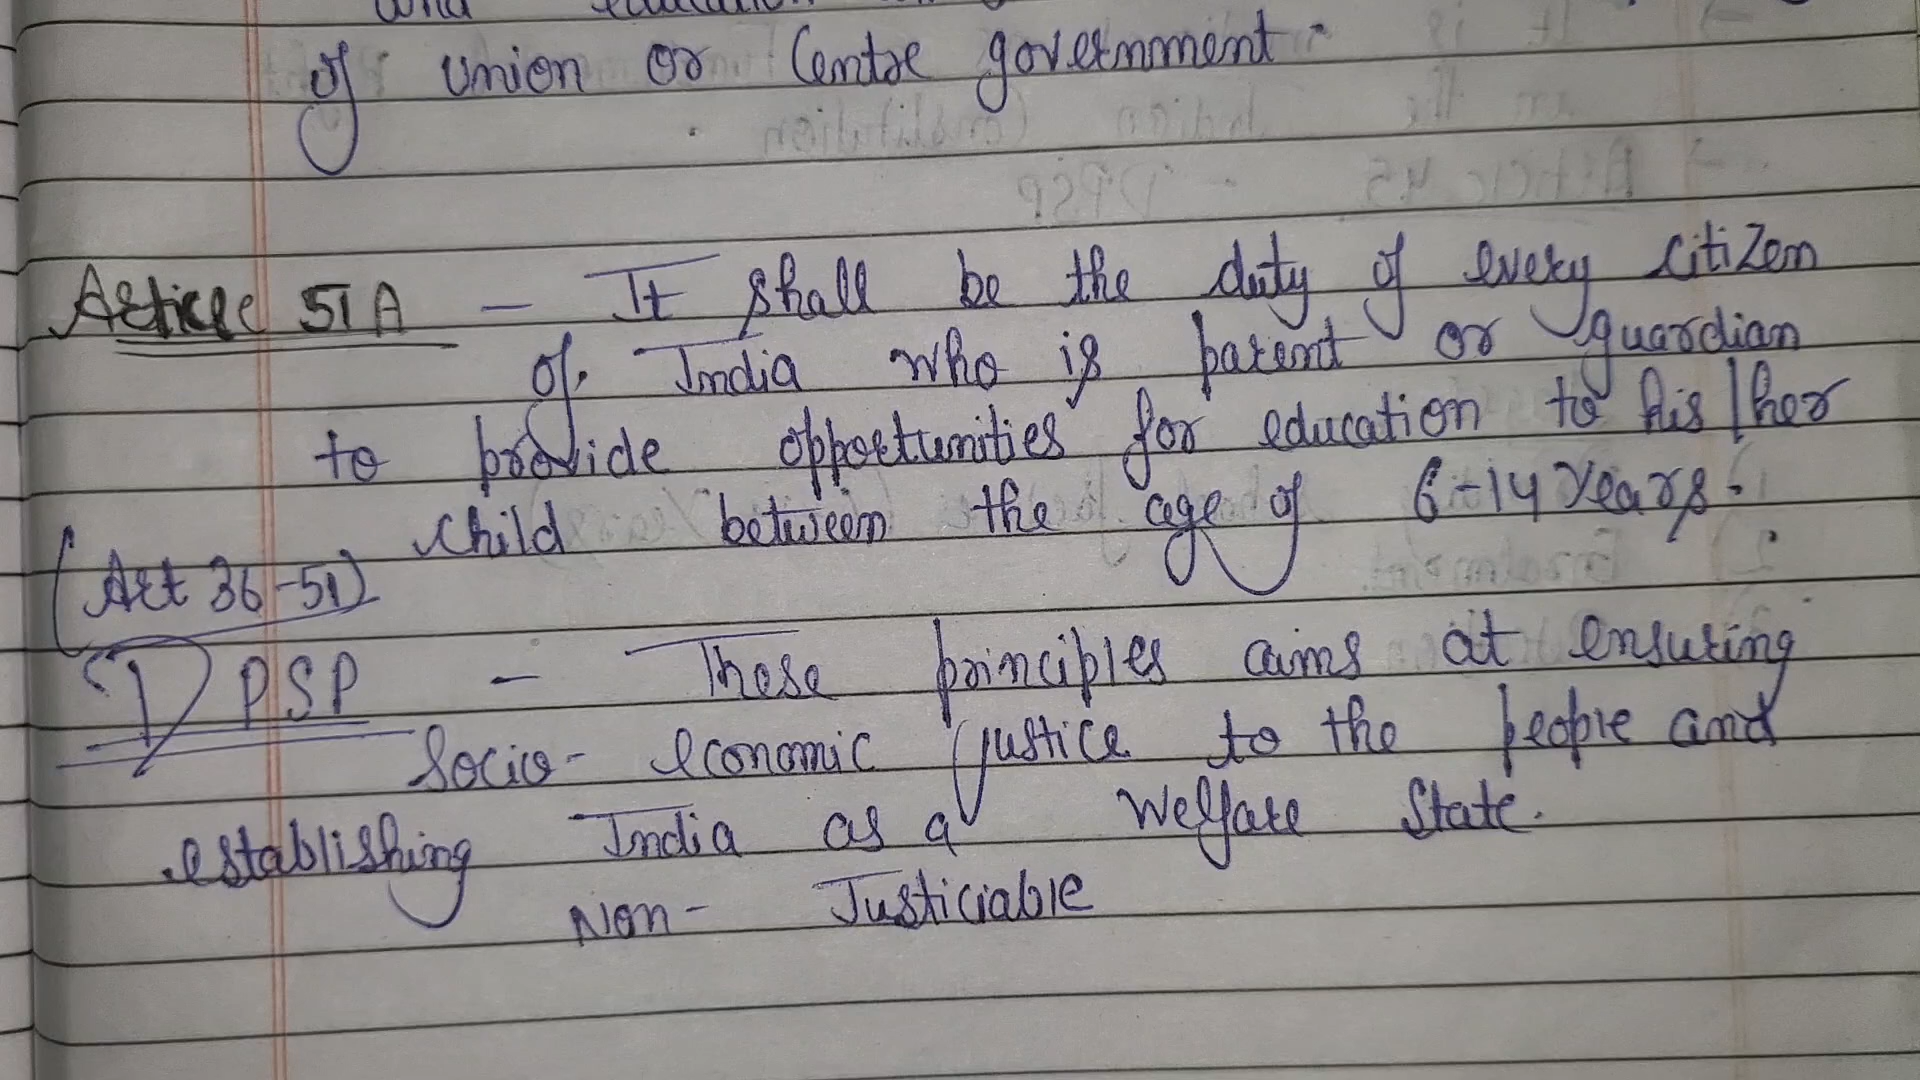 and education
of union or Centre government.
Article 51A - It shall be the duty of every citizen
of India who is parent or guardian
to provide opportunities for education to his/her
child between the age of 6-14 years.
(Art 36-51)
DPSP - These principles aims at ensuring
Socio-economic justice to the people and
establishing India as a Welfare State.
Non-Justiciable